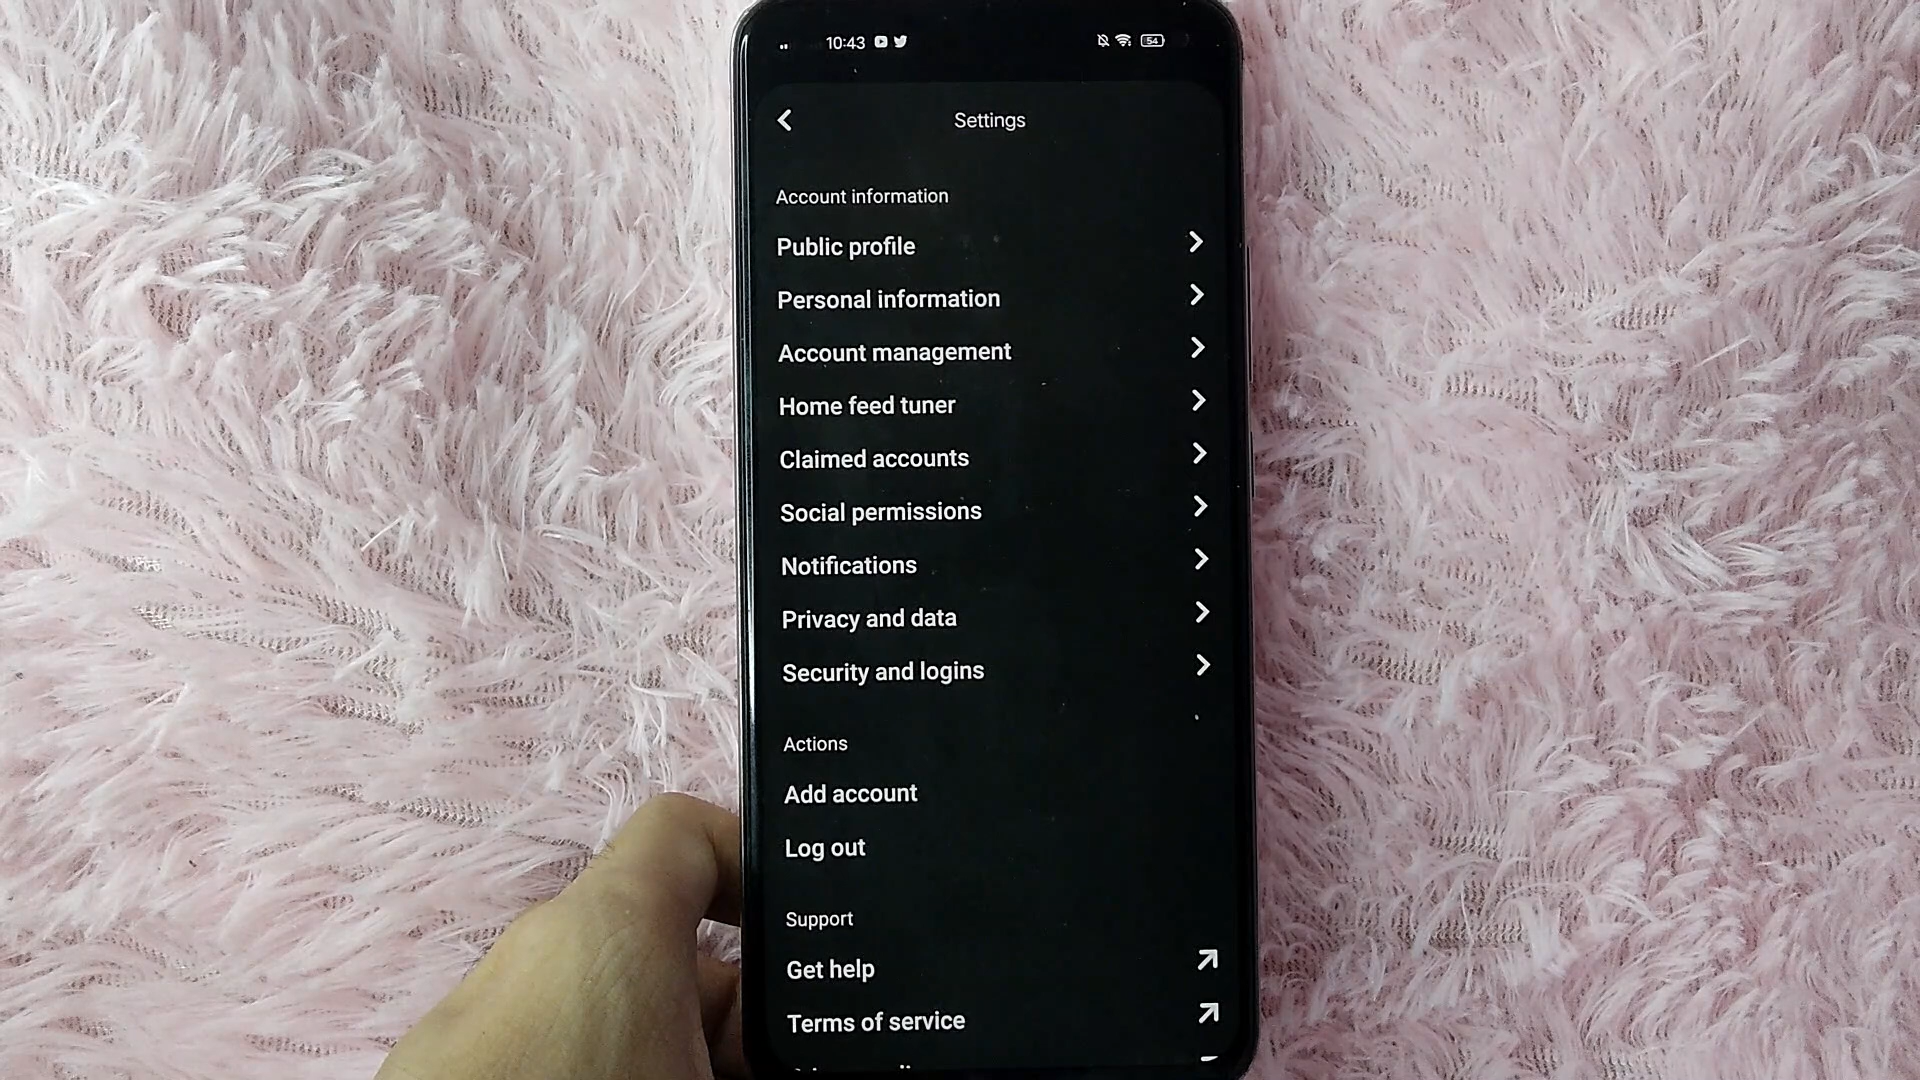 10:43
54
Settings
Account information
Public profile
Personal information
Account management
Home feed tuner
Claimed accounts
Social permissions
Notifications
Privacy and data
Security and logins
Actions
Add account
Log out
Support
Get help
Terms of service